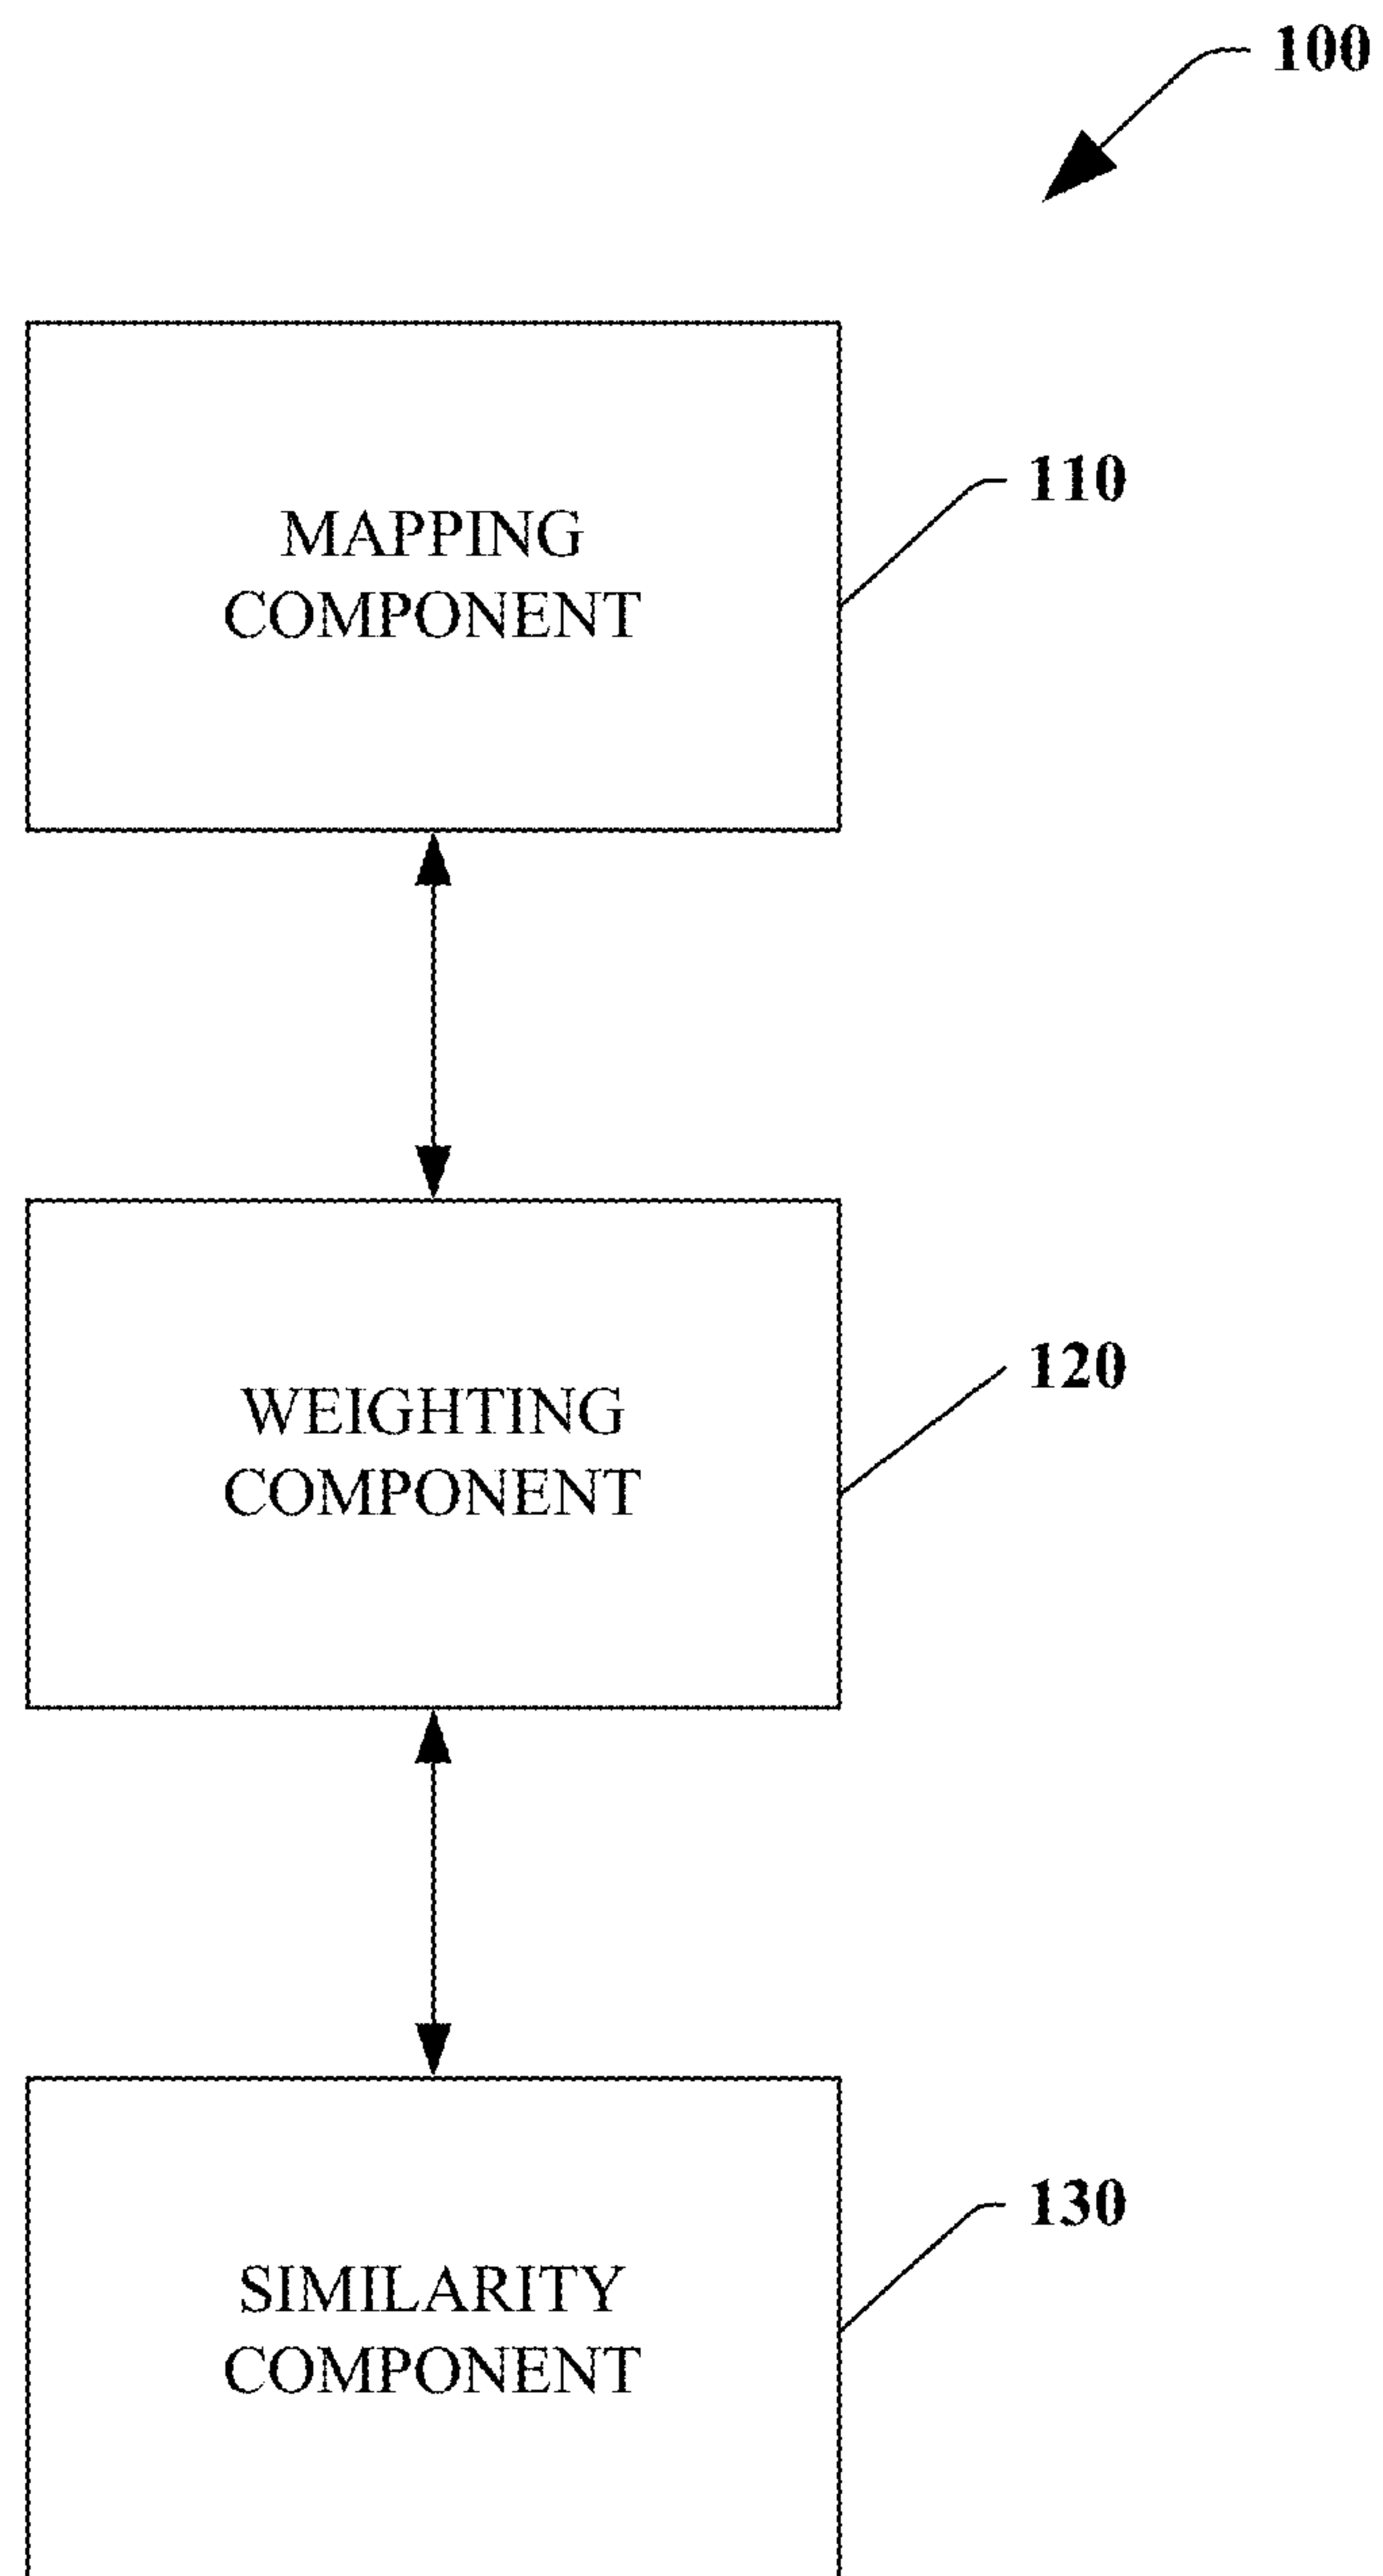 100
MAPPING
COMPONENT
110
WEIGHTING
COMPONENT
120
SIMILARITY
COMPONENT
130